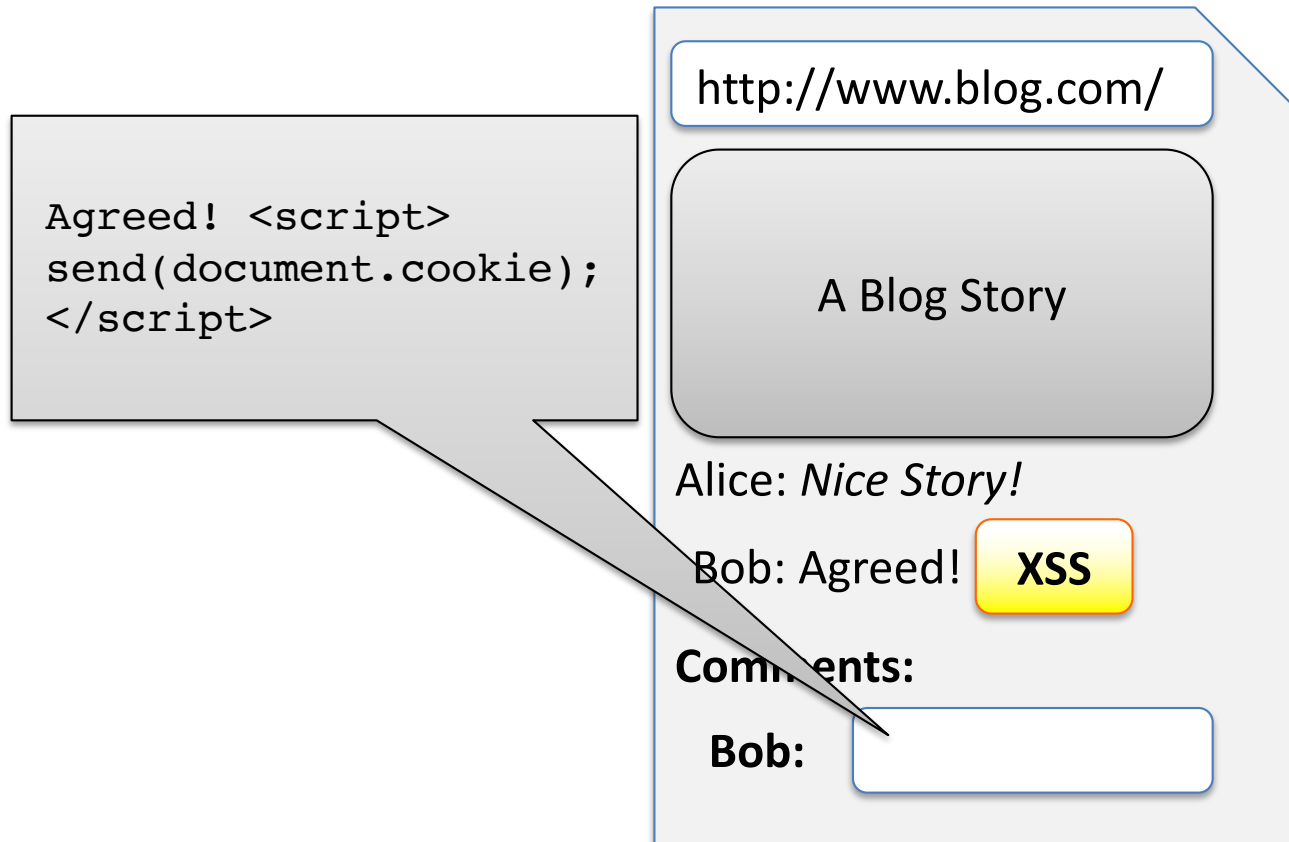 http://www.blog.com/
Agreed! <script>
send(document.cookie);
</script>
A Blog Story
Alice: Nice Story!
Bob: Agreed! XSS
Comments:
Bob: